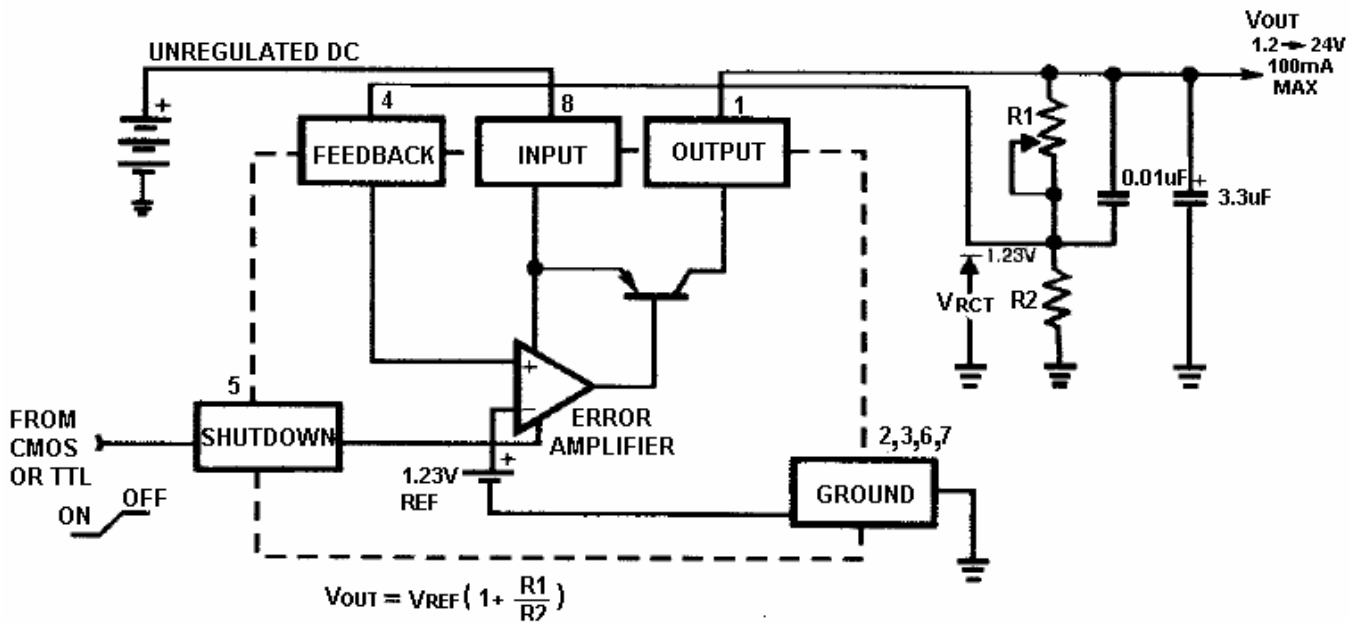 VOUT
1.2→24V
100mA
MAX
UNREGULATED DC
+
4
8
1
FEEDBACK
INPUT
OUTPUT
R1
0.01uF
+
3.3uF
1.23V
VRCT
R2
5
SHUTDOWN
FROM
CMOS
OR TTL
ON
OFF
+
−
ERROR
AMPLIFIER
+
1.23V
REF
2,3,6,7
GROUND
VOUT = VREF(1+ R1/R2)